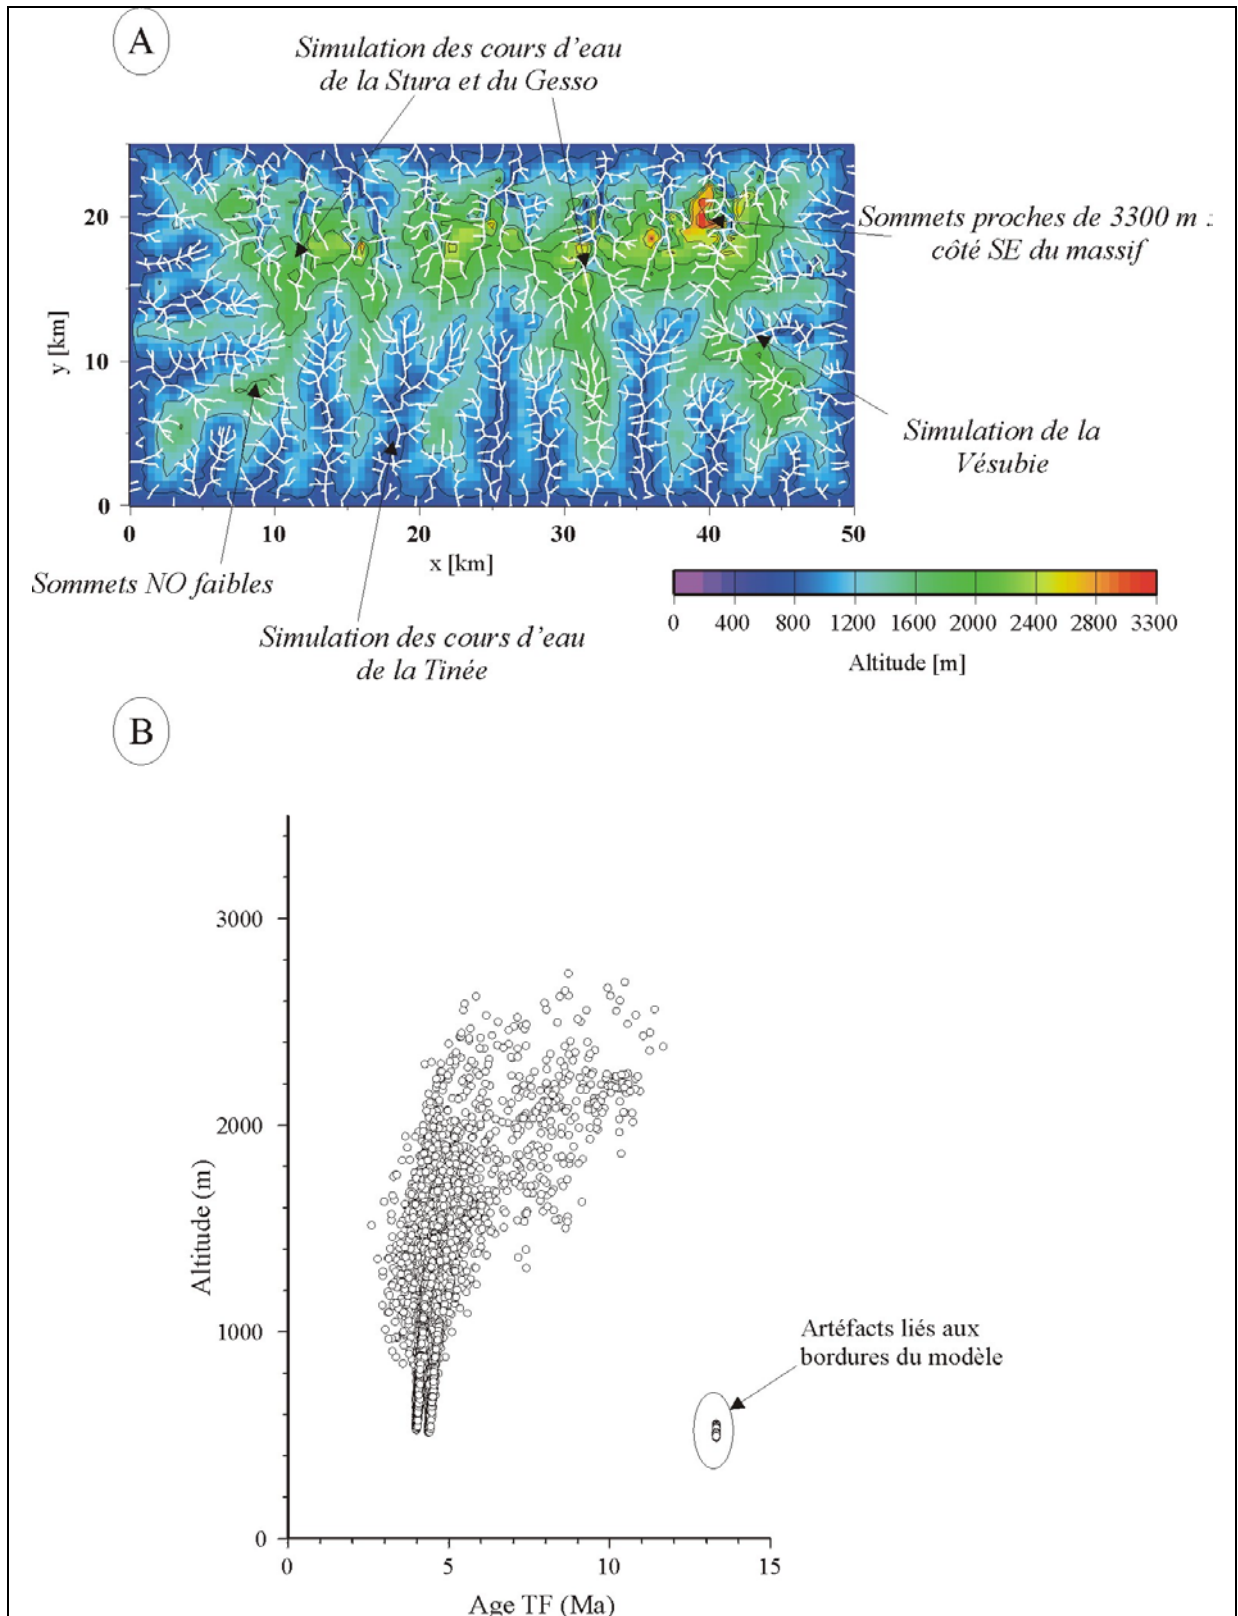 A
Simulation des cours d'eau
de la Stura et du Gesso
20
10
0
y [km]
0
10
20
30
40
50
x [km]
Sommets proches de 3300 m
côté SE du massif
Simulation de la
Vésubie
Sommets NO faibles
Simulation des cours d'eau
de la Tinée
0
400
800
1200
1600
2000
2400
2800
3300
Altitude [m]
B
3000
2000
1000
0
Altitude (m)
Artéfacts liés aux
bordures du modèle
0
5
10
15
Age TF (Ma)